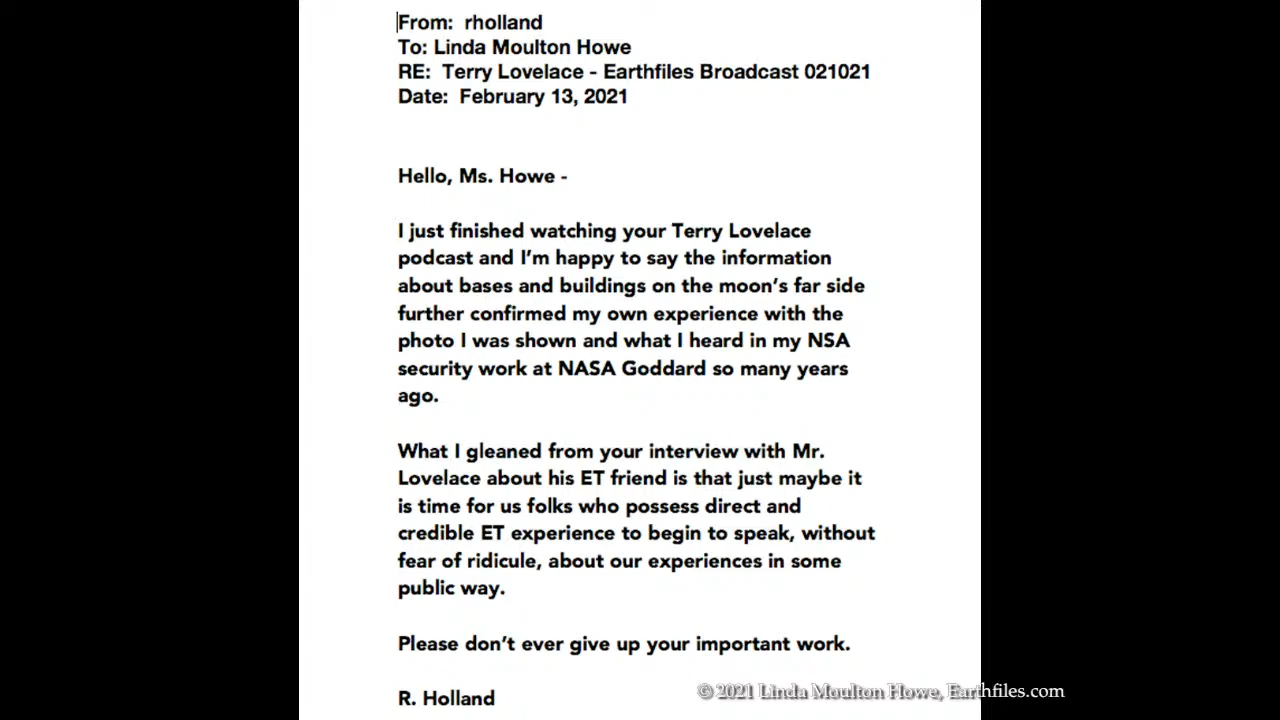 From: rholland
To: Linda Moulton Howe
RE: Terry Lovelace - Earthfiles Broadcast 021021
Date: February 13, 2021
Hello, Ms. Howe -
I just finished watching your Terry Lovelace
podcast and I’m happy to say the information
about bases and buildings on the moon’s far side
further confirmed my own experience with the
photo I was shown and what I heard in my NSA
security work at NASA Goddard so many years
ago.
What I gleaned from your interview with Mr.
Lovelace about his ET friend is that just maybe it
is time for us folks who possess direct and
credible ET experience to begin to speak, without
fear of ridicule, about our experiences in some
public way.
Please don’t ever give up your important work.
R. Holland
© 2021 Linda Moulton Howe, Earthfiles.com